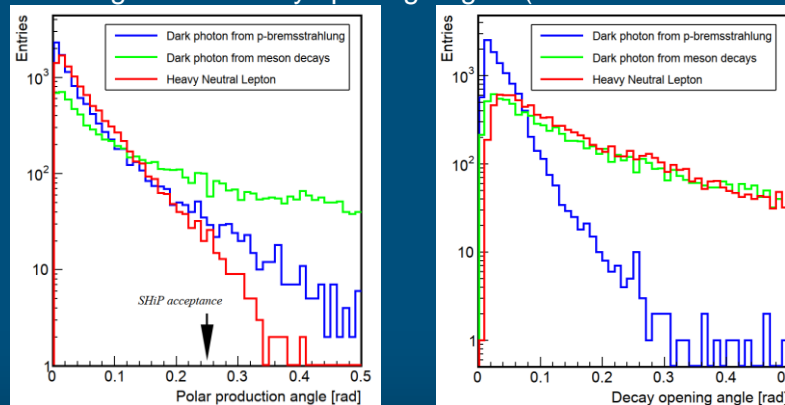 Entries
Dark photon from p-bremsstrahlung
Dark photon from meson decays
Heavy Neutral Lepton
10³
10²
10
1
SHiP acceptance
0 0.1 0.2 0.3 0.4 0.5
Polar production angle [rad]
Entries
Dark photon from p-bremsstrahlung
Dark photon from meson decays
Heavy Neutral Lepton
10³
10²
10
1
0 0.1 0.2 0.3 0.4
Decay opening angle [rad]